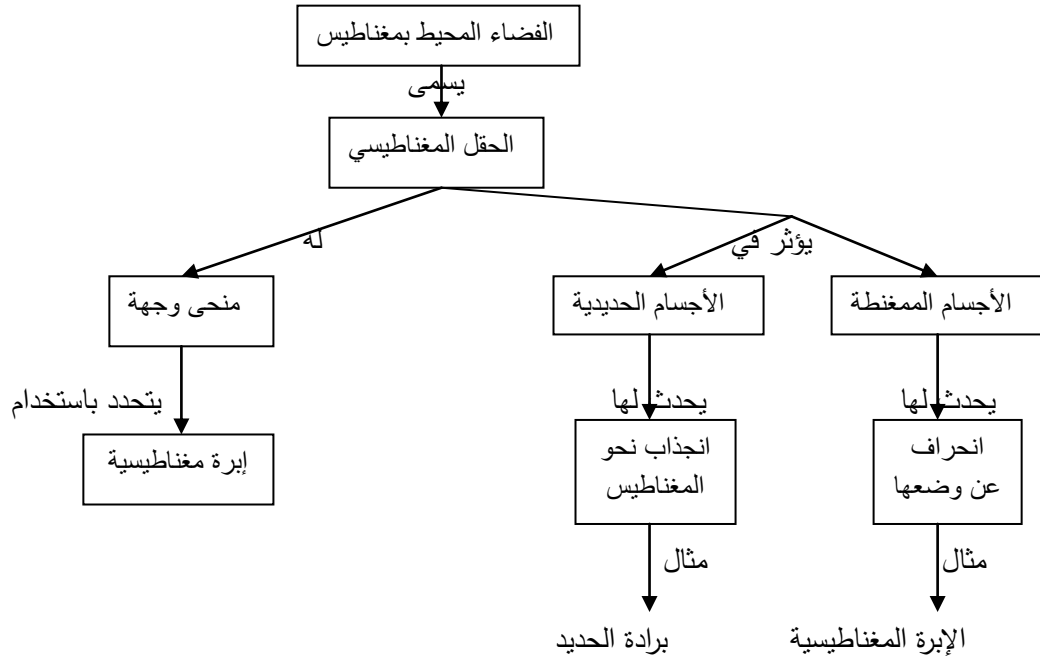 الفضاء المحيط بمغناطيس
يسمى
الحقل المغناطيسي
يؤثر في
له
الأجسام الممغنطة
الأجسام الحديدية
منحى وجهة
يحدث لها
يحدث لها
يتحدد باستخدام
انحراف
عن وضعها
انجذاب نحو
المغناطيس
إبرة مغناطيسية
مثال
مثال
الإبرة المغناطيسية
برادة الحديد